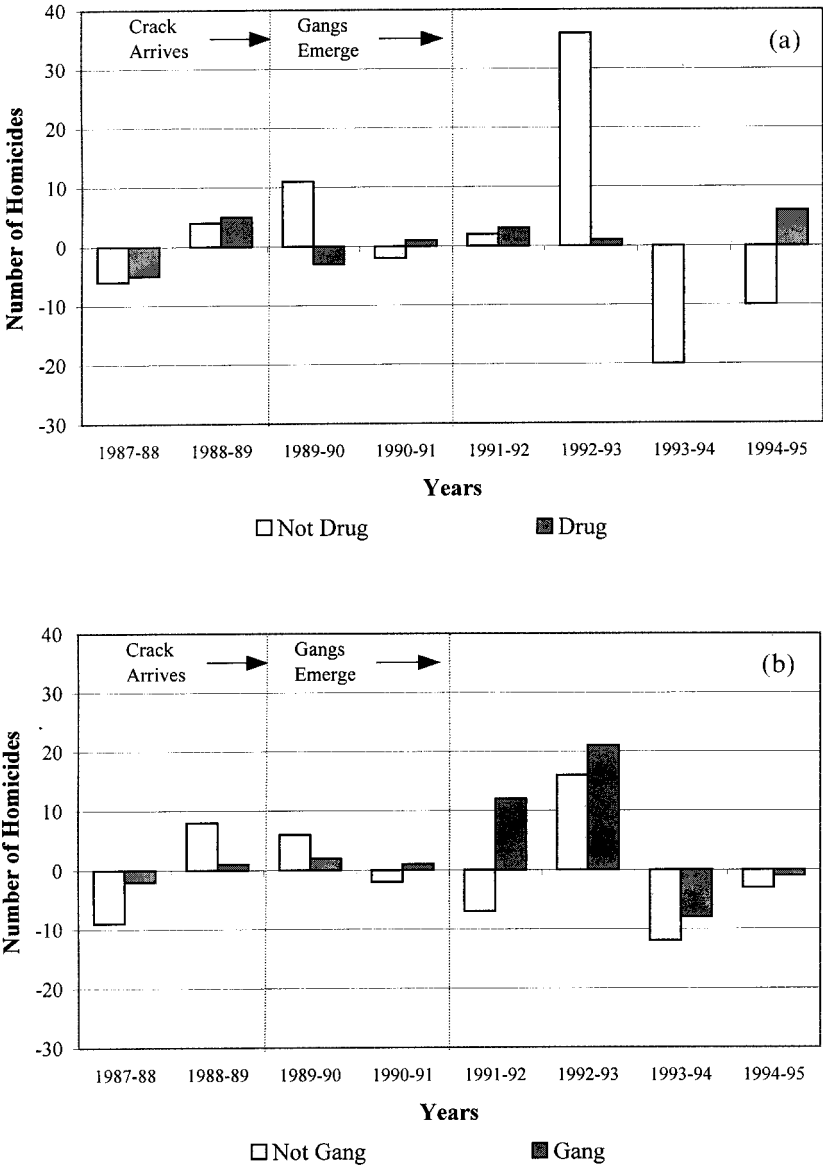 40
30
20
10
0
-10
-20
-30
Number of Homicides
Crack
Arrives
Gangs
Emerge
(a)
1987-88 1988-89 1989-90 1990-91 1991-92 1992-93 1993-94 1994-95
Years
Not Drug Drug
40
30
20
10
0
-10
-20
-30
Number of Homicides
Crack
Arrives
Gangs
Emerge
(b)
1987-88 1988-89 1989-90 1990-91 1991-92 1992-93 1993-94 1994-95
Years
Not Gang Gang